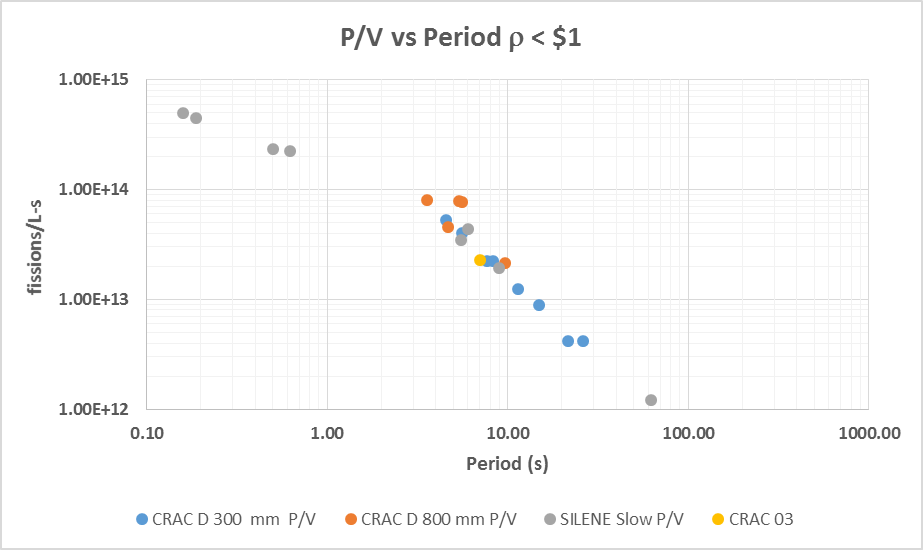 P/V vs Period ρ < $1
fissions/L-s
1.00E+15
1.00E+14
1.00E+13
1.00E+12
0.10 1.00 10.00 100.00 1000.00
Period (s)
CRAC D 300 mm P/V CRAC D 800 mm P/V SILENE Slow P/V CRAC 03